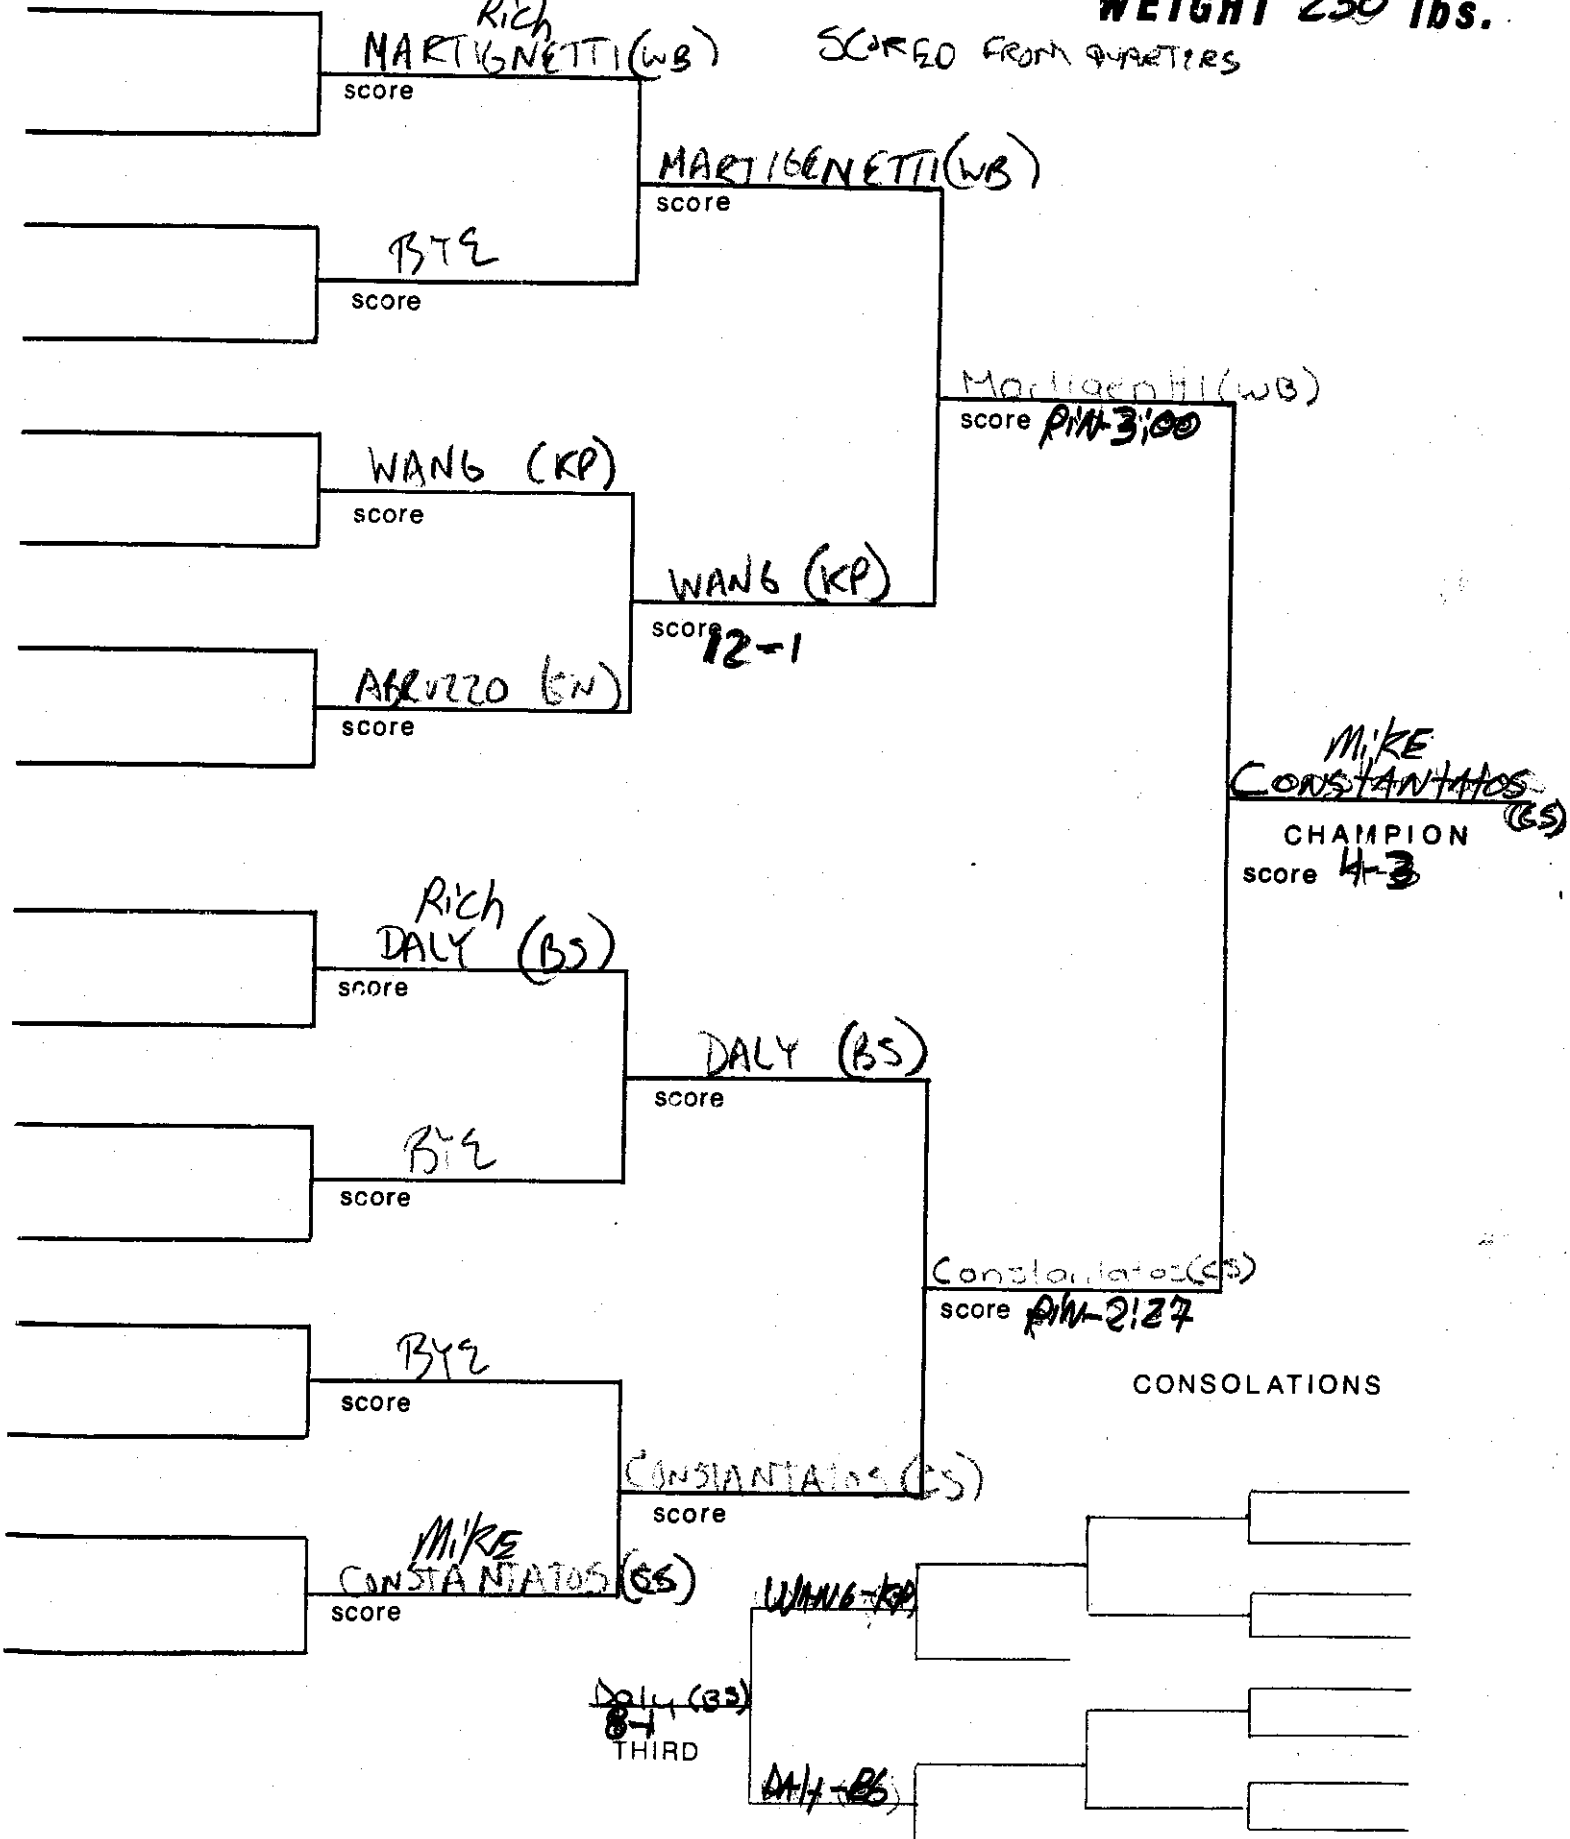 WEIGHT 250 lbs.
SCORED FROM QUARTERS
Rich
MARTIGNETTI (WB)
score
MARTIGENETTI (WB)
score
BYE
score
Martigenetti (WB)
score PIN-3:00
WANG (KP)
score
WANG (KP)
score 12-1
ABRUZZO (EN)
score
MIKE
CONSTANTATOS
(CS)
CHAMPION
score 4-3
Rich
DALY (BS)
score
DALY (BS)
score
BYE
score
Constantatos (CS)
score PIN-2:27
BYE
score
CONSOLATIONS
CONSTANTATOS (CS)
score
MIKE
CONSTANTATOS (CS)
score
WANG-KP
Daly (BS)
8-1
THIRD
DALY-BS